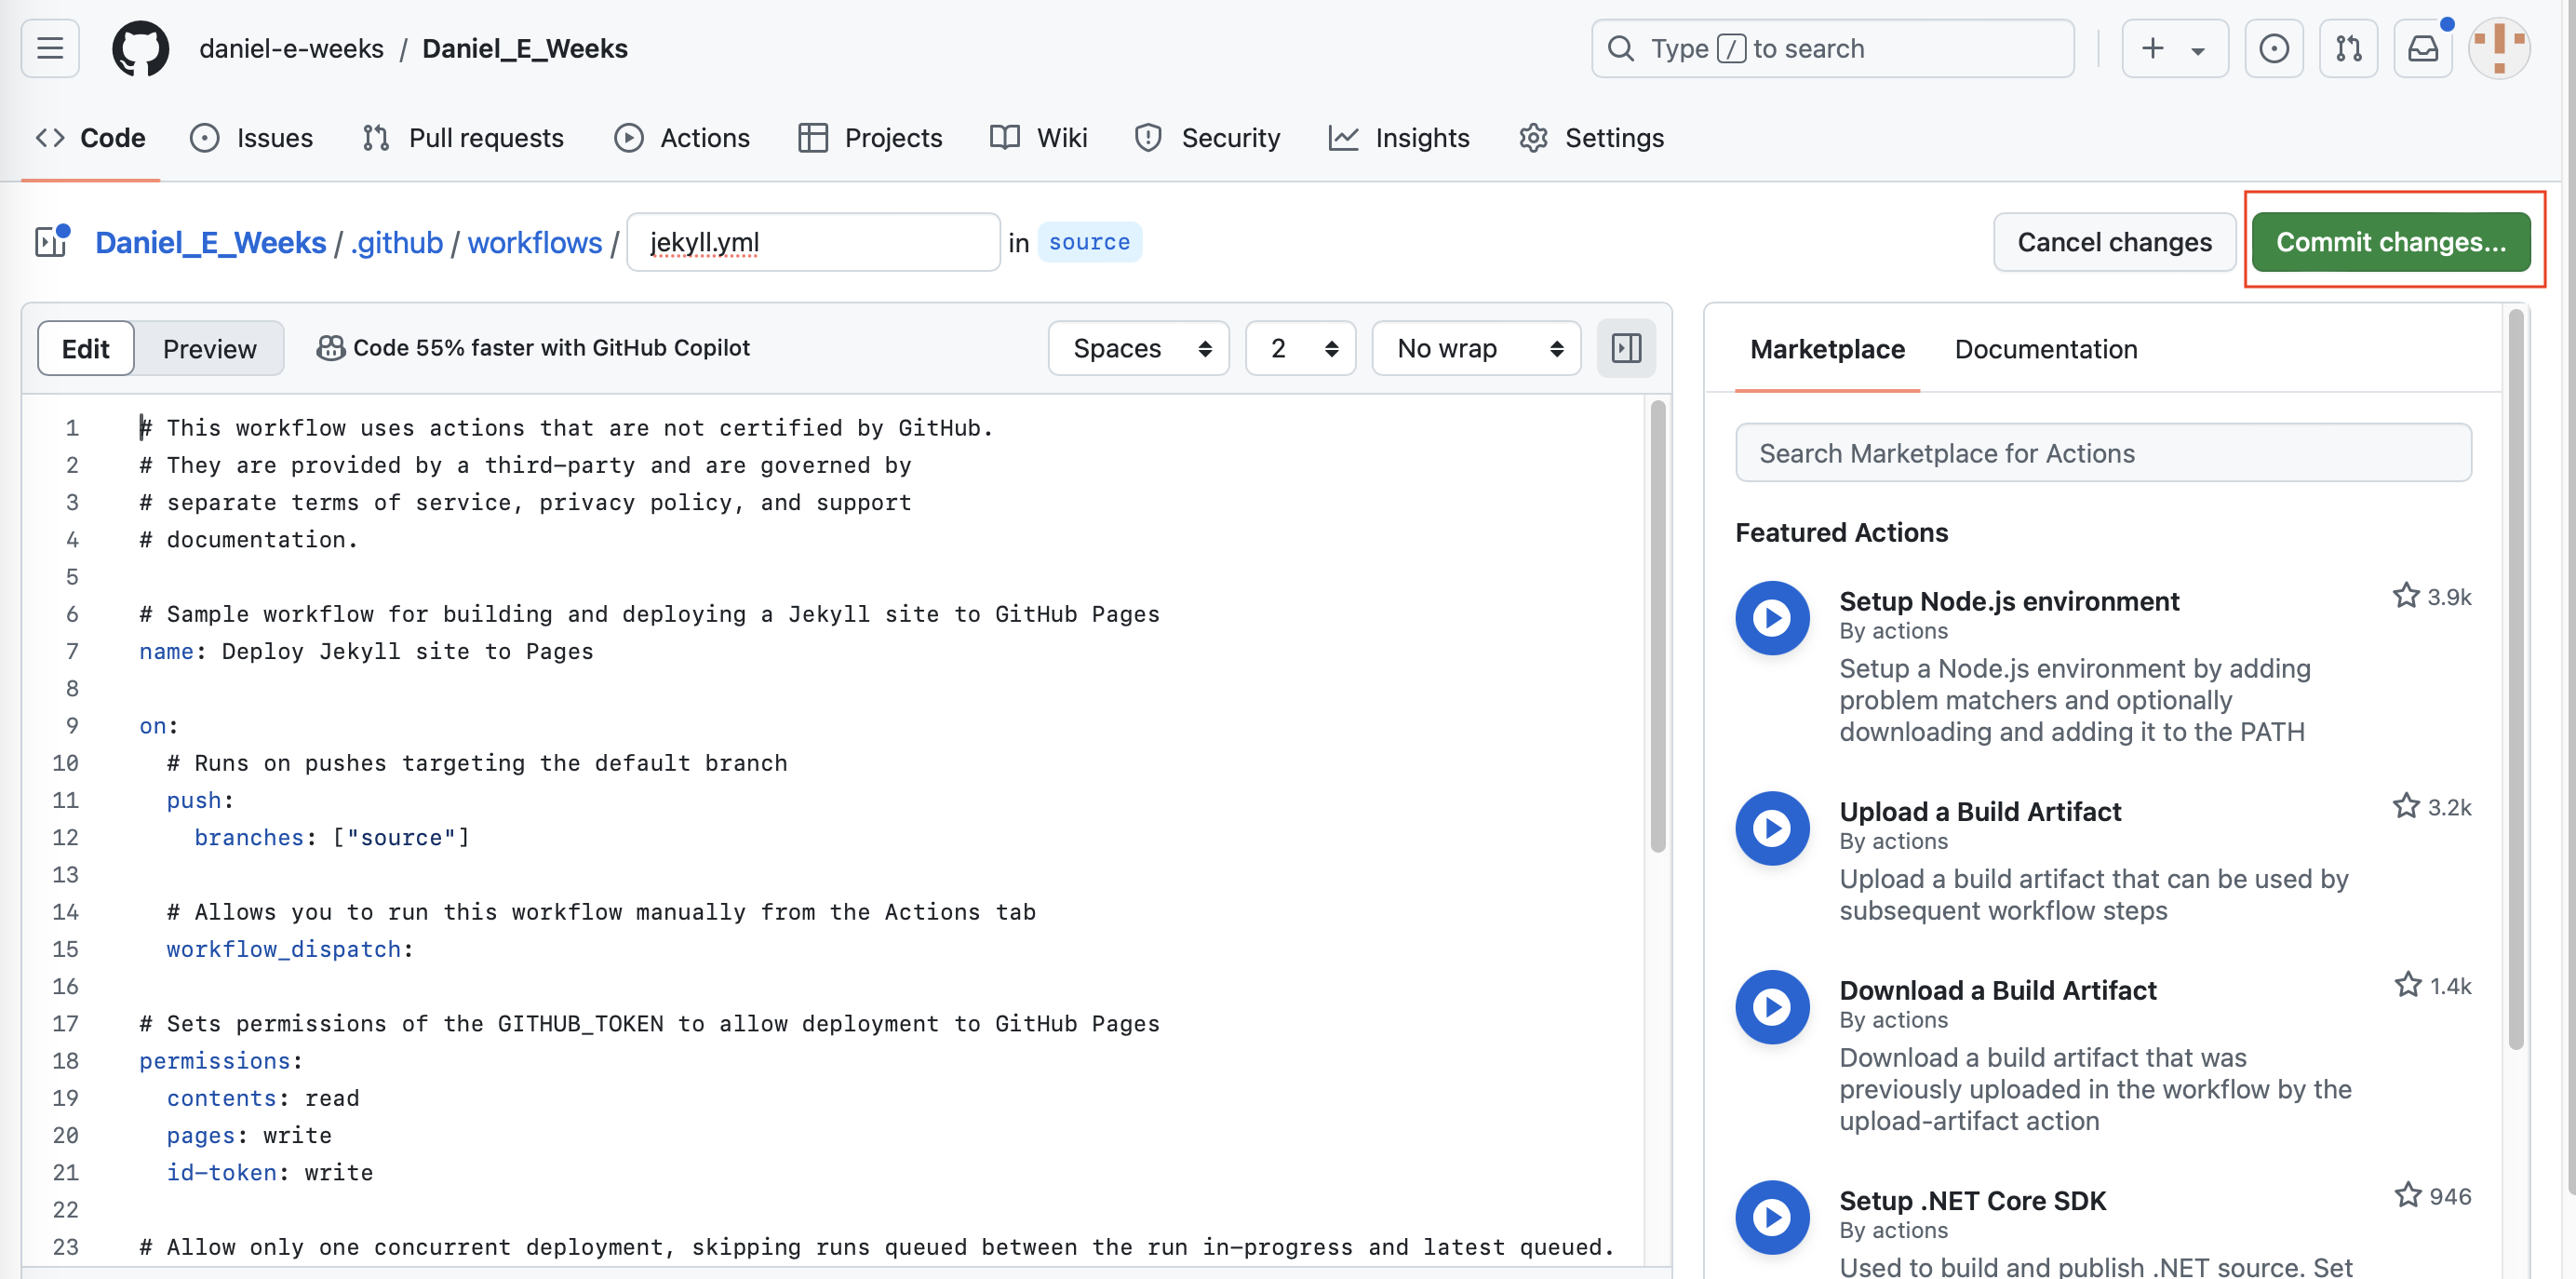 daniel-e-weeks / Daniel_E_Weeks
Type / to search
Code
Issues
Pull requests
Actions
Projects
Wiki
Security
Insights
Settings
Daniel_E_Weeks / .github / workflows / jekyll.yml in source
Cancel changes
Commit changes...
Edit
Preview
Code 55% faster with GitHub Copilot
Spaces
2
No wrap
1 # This workflow uses actions that are not certified by GitHub.
2 # They are provided by a third-party and are governed by
3 # separate terms of service, privacy policy, and support
4 # documentation.
5
6 # Sample workflow for building and deploying a Jekyll site to GitHub Pages
7 name: Deploy Jekyll site to Pages
8
9 on:
10   # Runs on pushes targeting the default branch
11   push:
12     branches: ["source"]
13
14   # Allows you to run this workflow manually from the Actions tab
15   workflow_dispatch:
16
17 # Sets permissions of the GITHUB_TOKEN to allow deployment to GitHub Pages
18 permissions:
19   contents: read
20   pages: write
21   id-token: write
22
23 # Allow only one concurrent deployment, skipping runs queued between the run in-progress and latest queued.
Marketplace
Documentation
Search Marketplace for Actions
Featured Actions
Setup Node.js environment
3.9k
By actions
Setup a Node.js environment by adding
problem matchers and optionally
downloading and adding it to the PATH
Upload a Build Artifact
3.2k
By actions
Upload a build artifact that can be used by
subsequent workflow steps
Download a Build Artifact
1.4k
By actions
Download a build artifact that was
previously uploaded in the workflow by the
upload-artifact action
Setup .NET Core SDK
946
By actions
Used to build and publish .NET source. Set